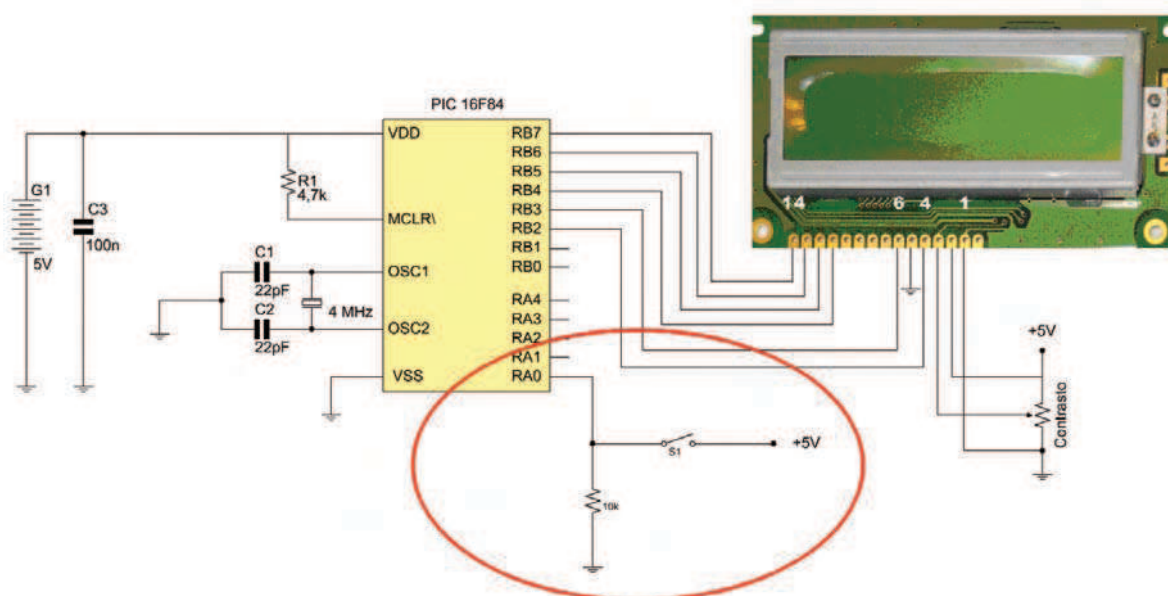 PIC 16F84
VDD
MCLR\
OSC1
OSC2
VSS
RB7
RB6
RB5
RB4
RB3
RB2
RB1
RB0
RA4
RA3
RA2
RA1
RA0
G1
5V
C3
100n
R1
4,7k
C1
22pF
C2
22pF
4 MHz
14
6
4
1
S1
+5V
10k
+5V
Contrasto